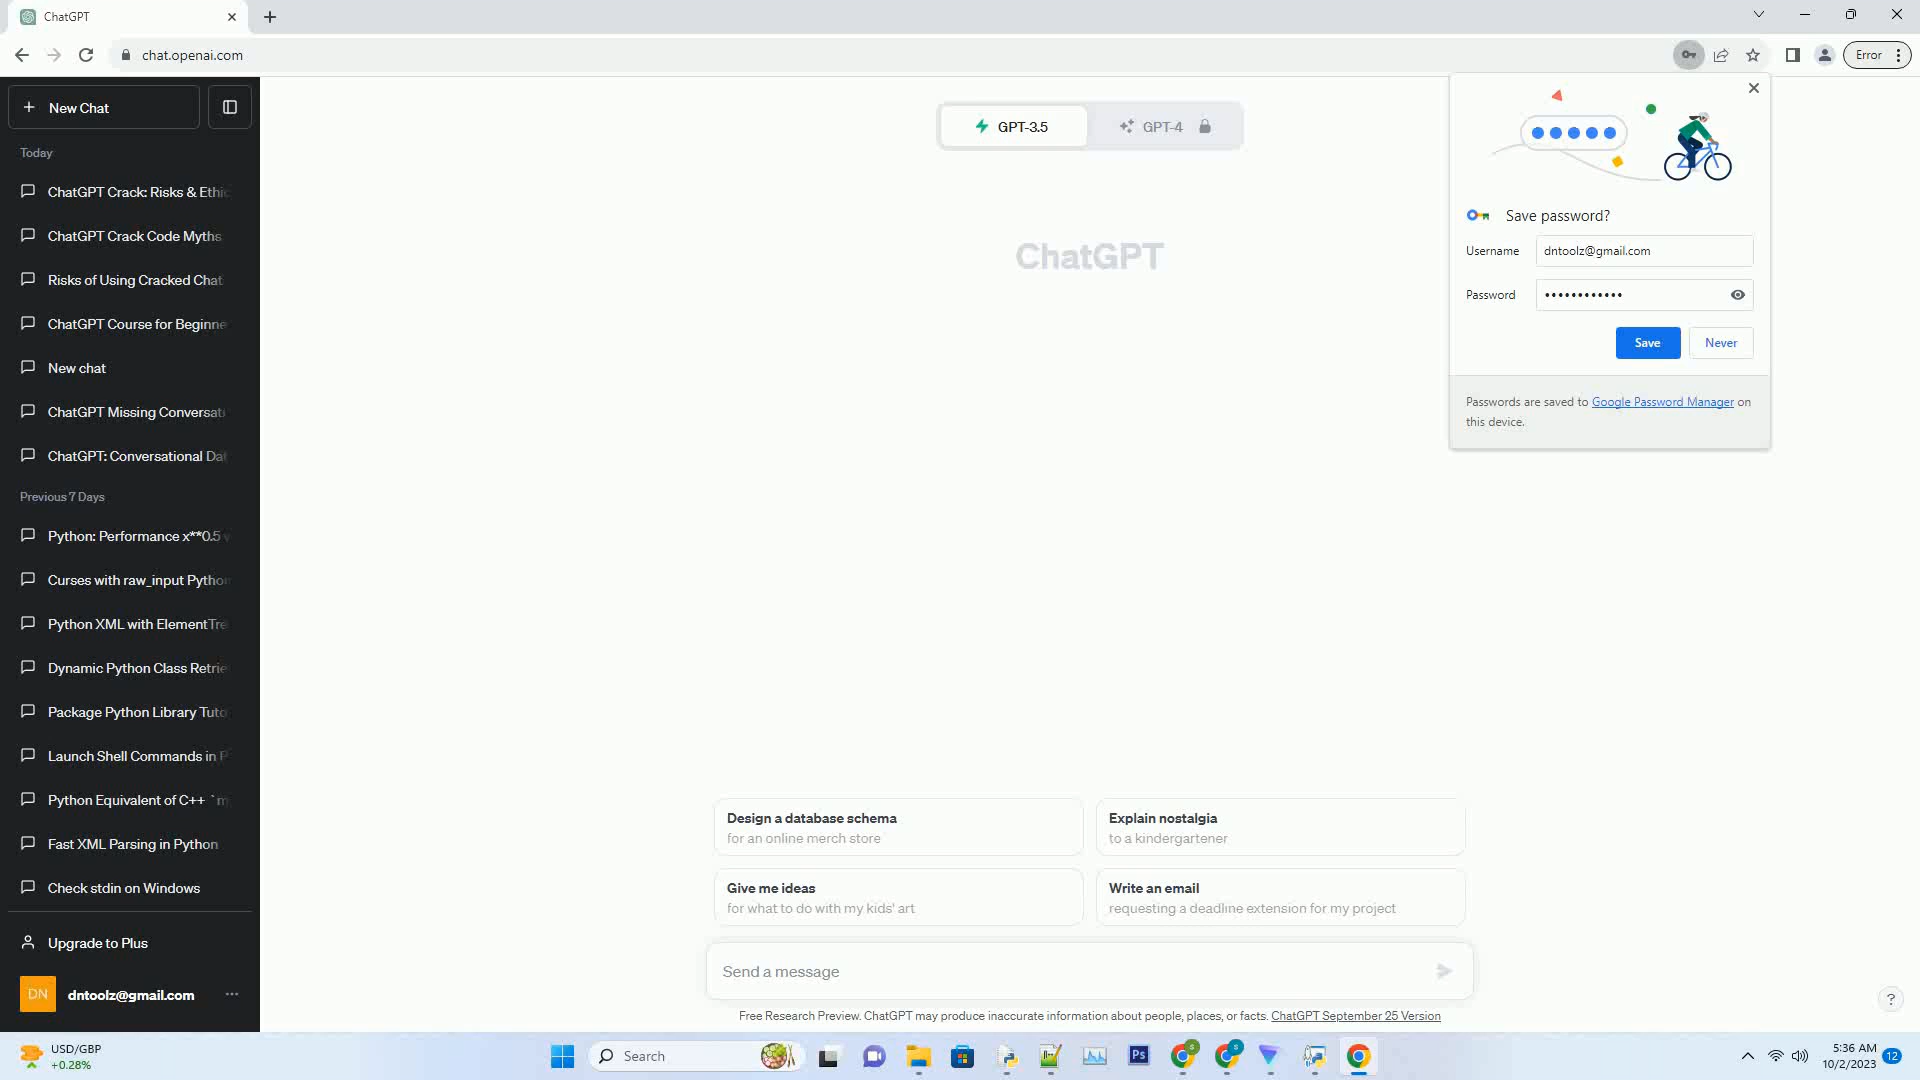 ChatGPT
chat.openai.com
Error
New Chat
Today
ChatGPT Crack: Risks & Ethic
ChatGPT Crack Code Myths
Risks of Using Cracked Chat
ChatGPT Course for Beginne
New chat
ChatGPT Missing Conversati
ChatGPT: Conversational Dat
Previous 7 Days
Python: Performance x**0.5 v
Curses with raw_input Python
Python XML with ElementTre
Dynamic Python Class Retrie
Package Python Library Tuto
Launch Shell Commands in P
Python Equivalent of C++ `m
Fast XML Parsing in Python
Check stdin on Windows
Upgrade to Plus
DN
dntoolz@gmail.com
GPT-3.5
GPT-4
ChatGPT
Save password?
Username
dntoolz@gmail.com
Password
••••••••••••
Save
Never
Passwords are saved to Google Password Manager on
this device.
Design a database schema
for an online merch store
Explain nostalgia
to a kindergartener
Give me ideas
for what to do with my kids' art
Write an email
requesting a deadline extension for my project
Send a message
Free Research Preview. ChatGPT may produce inaccurate information about people, places, or facts. ChatGPT September 25 Version
?
USD/GBP
+0.28%
Search
Ps
S
S
5:36 AM
10/2/2023
12